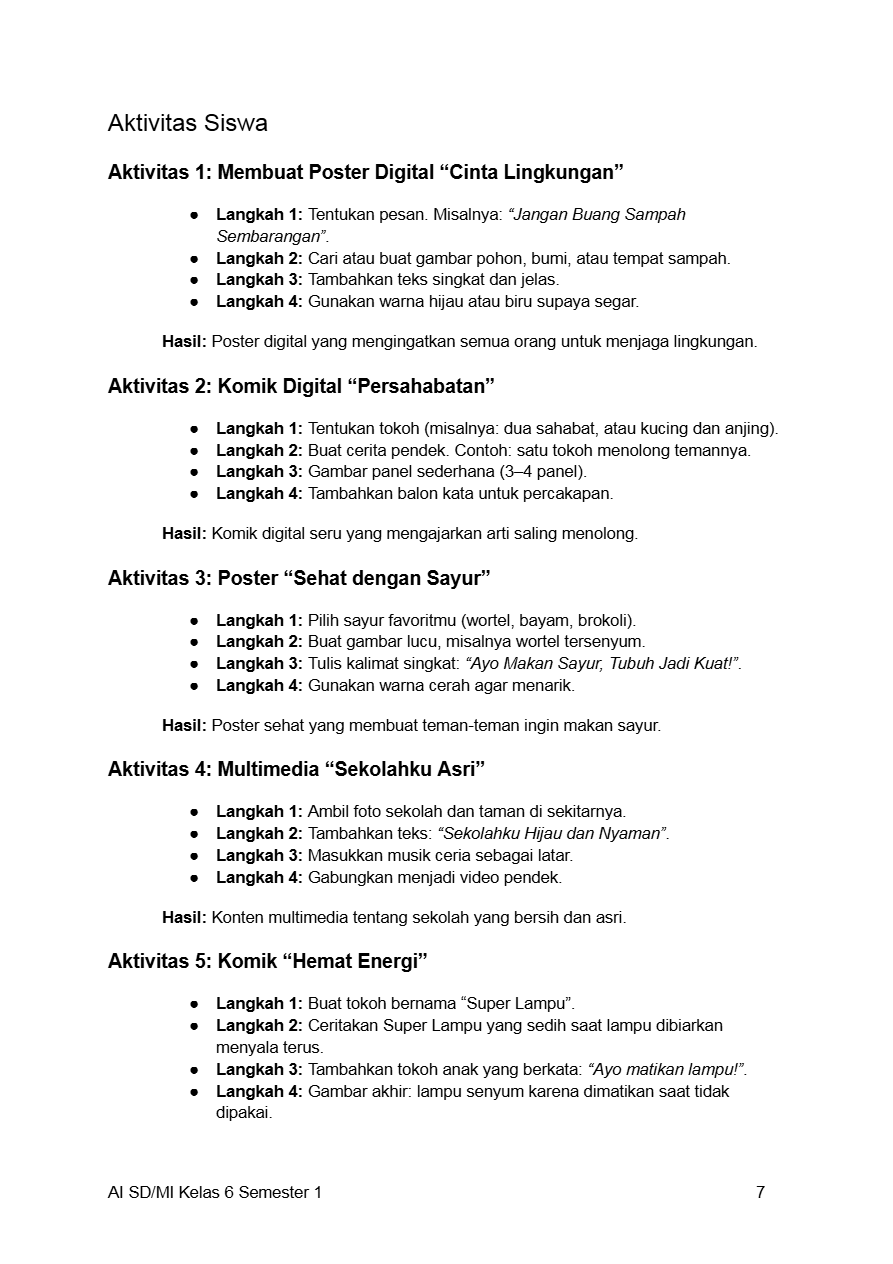 Aktivitas Siswa
Aktivitas 1: Membuat Poster Digital “Cinta Lingkungan”
● Langkah 1: Tentukan pesan. Misalnya: “Jangan Buang Sampah
Sembarangan”.
● Langkah 2: Cari atau buat gambar pohon, bumi, atau tempat sampah.
● Langkah 3: Tambahkan teks singkat dan jelas.
● Langkah 4: Gunakan warna hijau atau biru supaya segar.
Hasil: Poster digital yang mengingatkan semua orang untuk menjaga lingkungan.
Aktivitas 2: Komik Digital “Persahabatan”
● Langkah 1: Tentukan tokoh (misalnya: dua sahabat, atau kucing dan anjing).
● Langkah 2: Buat cerita pendek. Contoh: satu tokoh menolong temannya.
● Langkah 3: Gambar panel sederhana (3–4 panel).
● Langkah 4: Tambahkan balon kata untuk percakapan.
Hasil: Komik digital seru yang mengajarkan arti saling menolong.
Aktivitas 3: Poster “Sehat dengan Sayur”
● Langkah 1: Pilih sayur favoritmu (wortel, bayam, brokoli).
● Langkah 2: Buat gambar lucu, misalnya wortel tersenyum.
● Langkah 3: Tulis kalimat singkat: “Ayo Makan Sayur, Tubuh Jadi Kuat!”.
● Langkah 4: Gunakan warna cerah agar menarik.
Hasil: Poster sehat yang membuat teman-teman ingin makan sayur.
Aktivitas 4: Multimedia “Sekolahku Asri”
● Langkah 1: Ambil foto sekolah dan taman di sekitarnya.
● Langkah 2: Tambahkan teks: “Sekolahku Hijau dan Nyaman”.
● Langkah 3: Masukkan musik ceria sebagai latar.
● Langkah 4: Gabungkan menjadi video pendek.
Hasil: Konten multimedia tentang sekolah yang bersih dan asri.
Aktivitas 5: Komik “Hemat Energi”
● Langkah 1: Buat tokoh bernama “Super Lampu”.
● Langkah 2: Ceritakan Super Lampu yang sedih saat lampu dibiarkan
menyala terus.
● Langkah 3: Tambahkan tokoh anak yang berkata: “Ayo matikan lampu!”.
● Langkah 4: Gambar akhir: lampu senyum karena dimatikan saat tidak
dipakai.
AI SD/MI Kelas 6 Semester 1 7